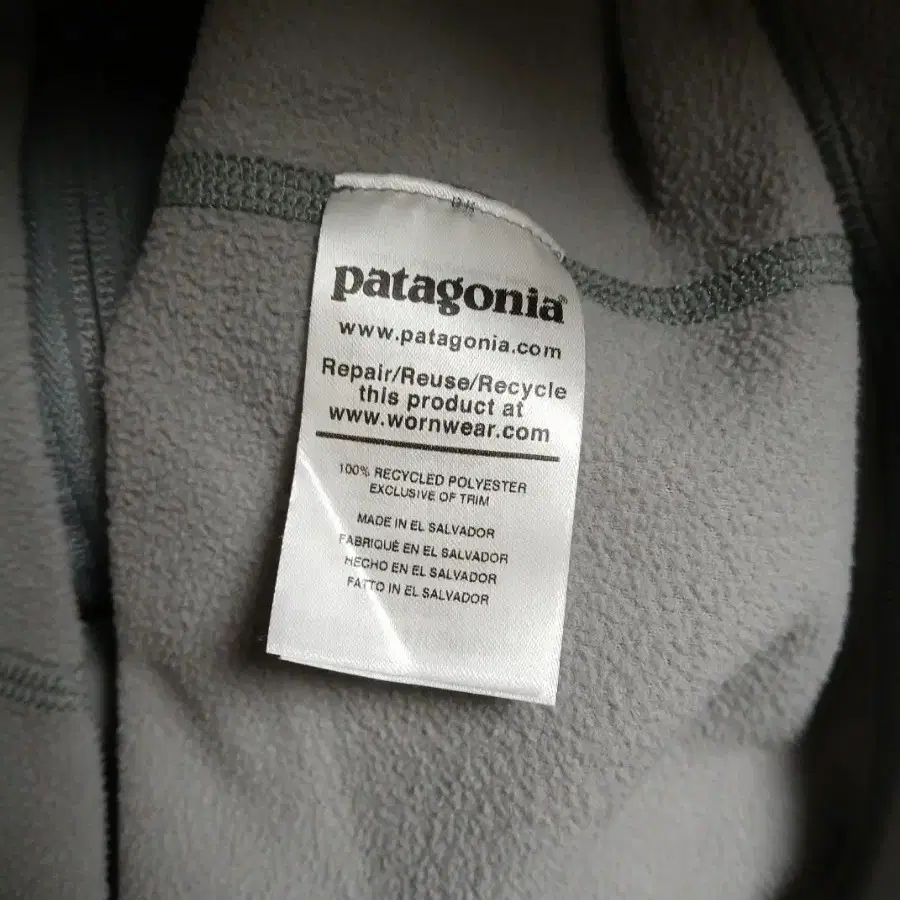 patagonia®
www.patagonia.com
Repair/Reuse/Recycle
this product at
www.wornwear.com
100% RECYCLED POLYESTER
EXCLUSIVE OF TRIM
MADE IN EL SALVADOR
FABRIQUÉ EN EL SALVADOR
HECHO EN EL SALVADOR
FATTO IN EL SALVADOR